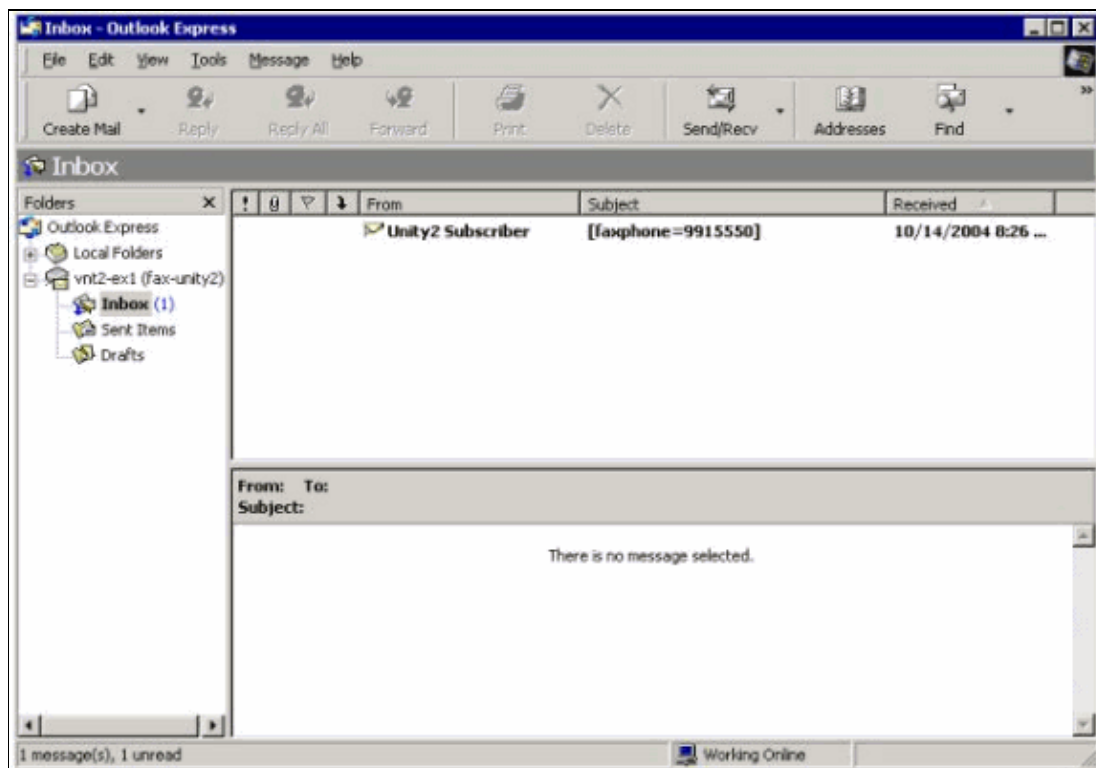 Inbox - Outlook Express
File Edit View Tools Message Help
Create Mail Reply Reply All Forward Print Delete Send/Recv Addresses Find »
Inbox
Folders × ! From Subject Received
Outlook Express
Unity2 Subscriber [faxphone=9915550] 10/14/2004 8:26 ...
Local Folders
vnt2-ex1 (fax-unity2)
Inbox (1)
Sent Items
Drafts
From: To:
Subject:
There is no message selected.
1 message(s), 1 unread Working Online